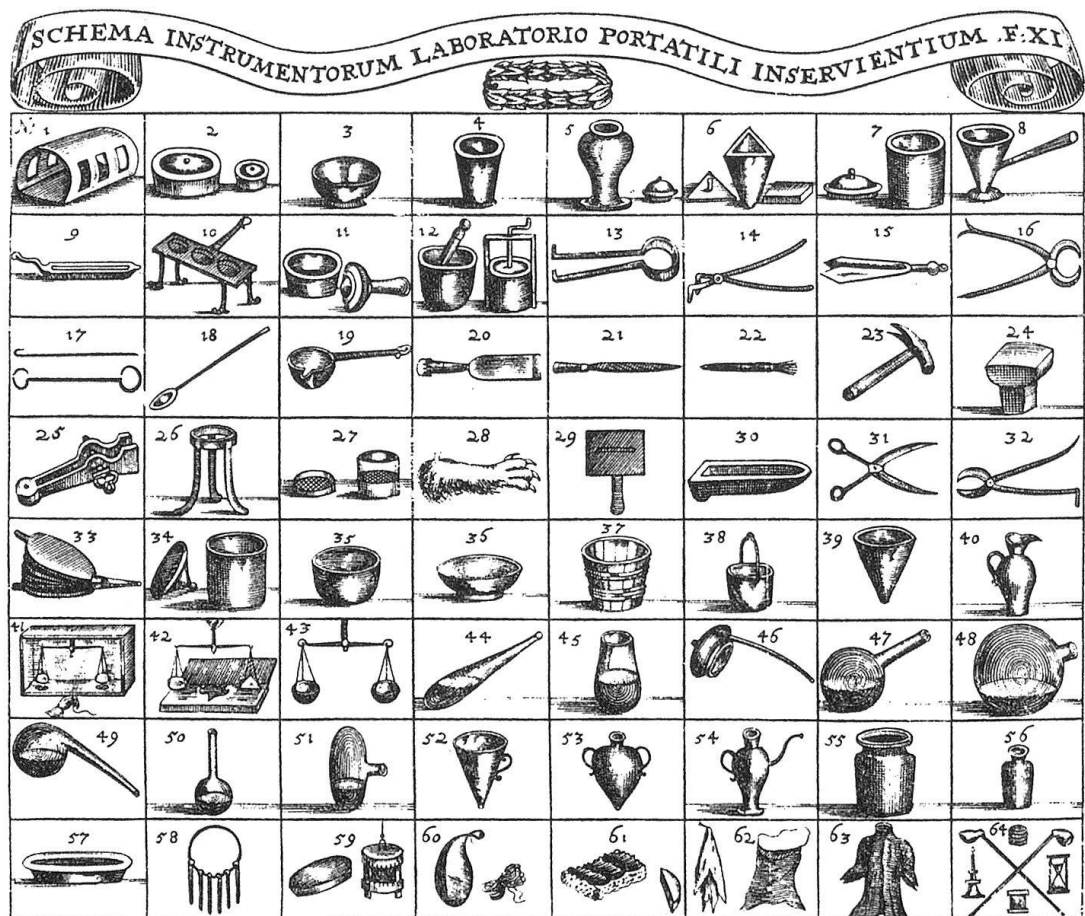 SCHEMA INSTRUMENTORUM LABORATORIO PORTATILI INSERVIENTIUM .F:XI
No 1 2 3 4 5 6 7 8
9 10 11 12 13 14 15 16
17 18 19 20 21 22 23 24
25 26 27 28 29 30 31 32
33 34 35 36 37 38 39 40
41 42 43 44 45 46 47 48
49 50 51 52 53 54 55 56
57 58 59 60 61 62 63 64